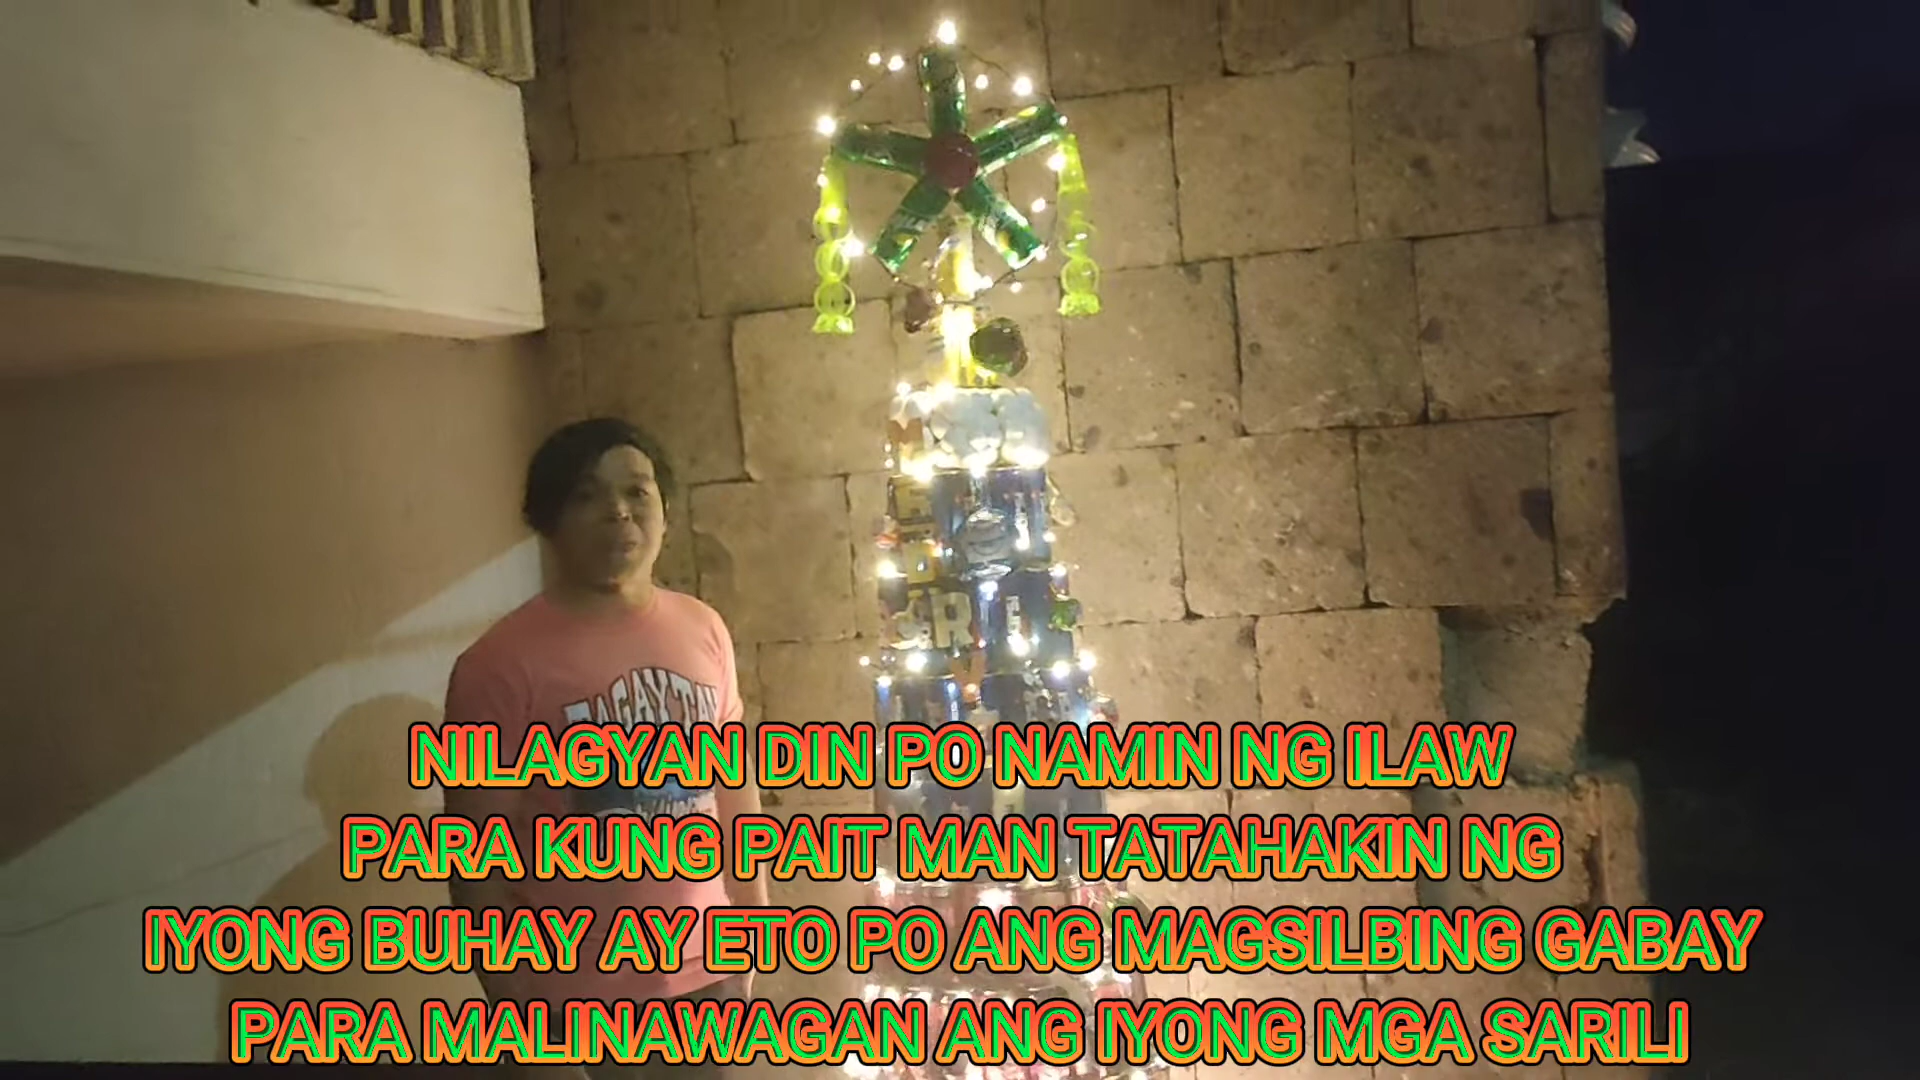 TAGAYTAY
NILAGYAN DIN PO NAMIN NG ILAW
PARA KUNG PAIT MAN TATAHAKIN NG
IYONG BUHAY AY ETO PO ANG MAGSILBING GABAY
PARA MALINAWAGAN ANG IYONG MGA SARILI